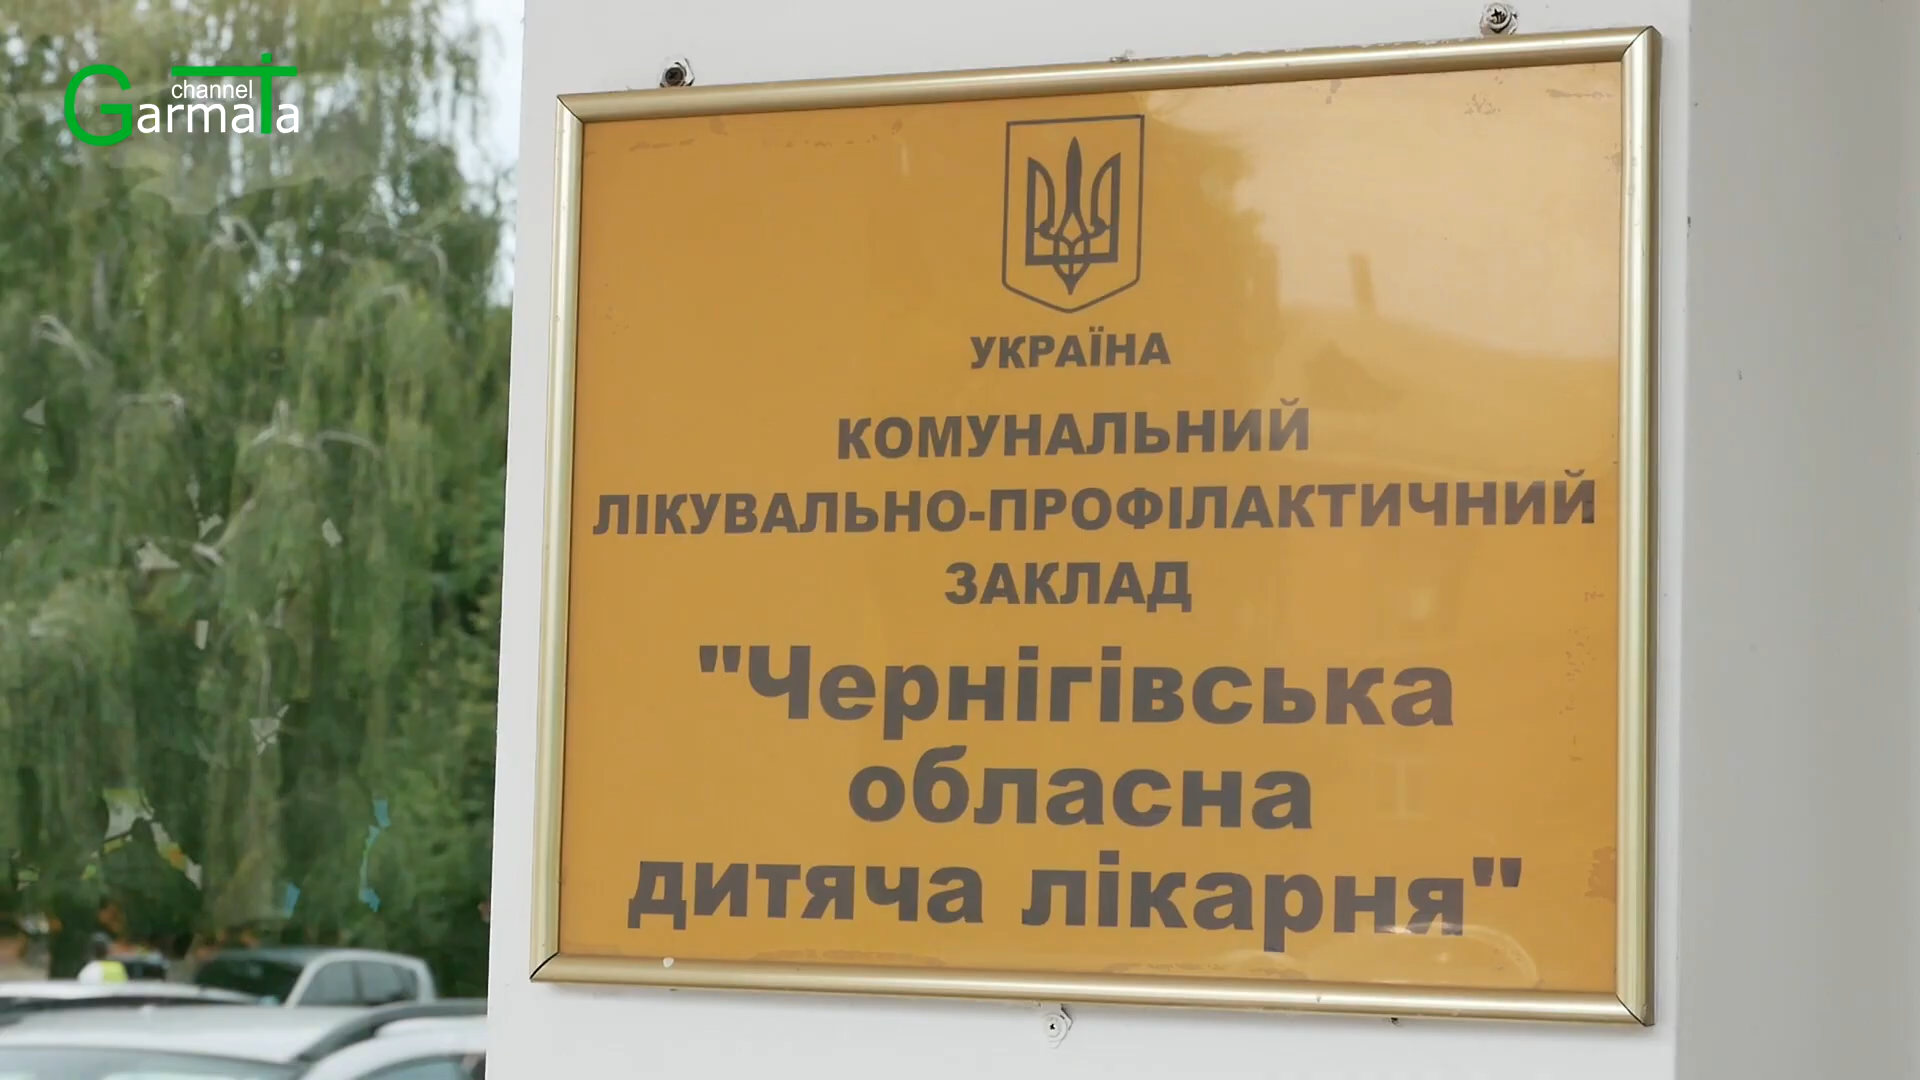 channel
GarmaTa
УКРАЇНА
КОМУНАЛЬНИЙ
ЛІКУВАЛЬНО-ПРОФІЛАКТИЧНИЙ
ЗАКЛАД
"Чернігівська
обласна
дитяча лікарня"